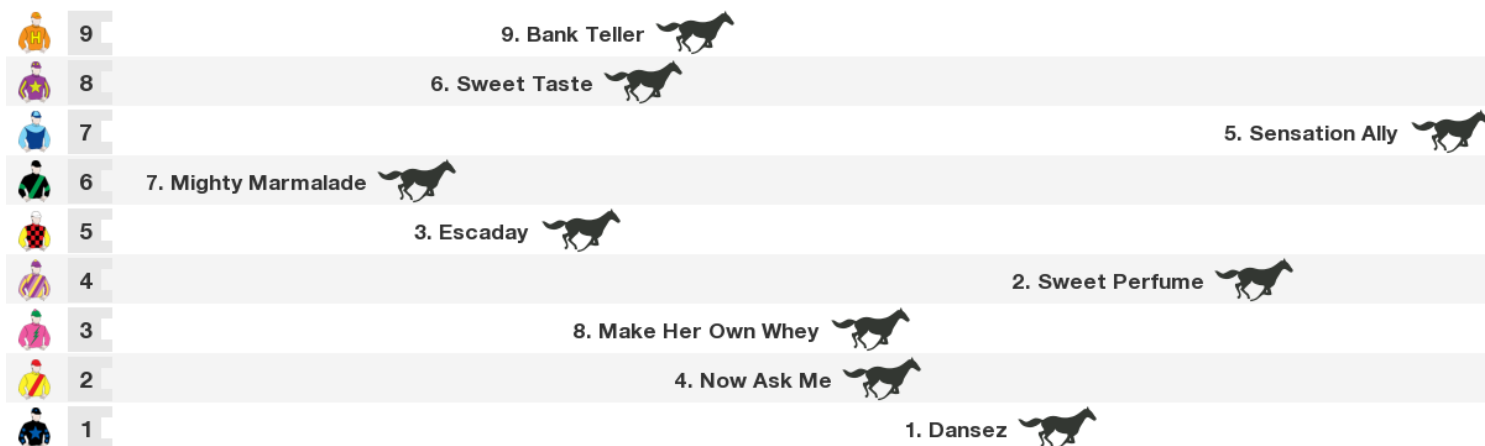 H 9 9. Bank Teller
8 6. Sweet Taste
7 5. Sensation Ally
6 7. Mighty Marmalade
5 3. Escaday
4 2. Sweet Perfume
3 8. Make Her Own Whey
2 4. Now Ask Me
1 1. Dansez